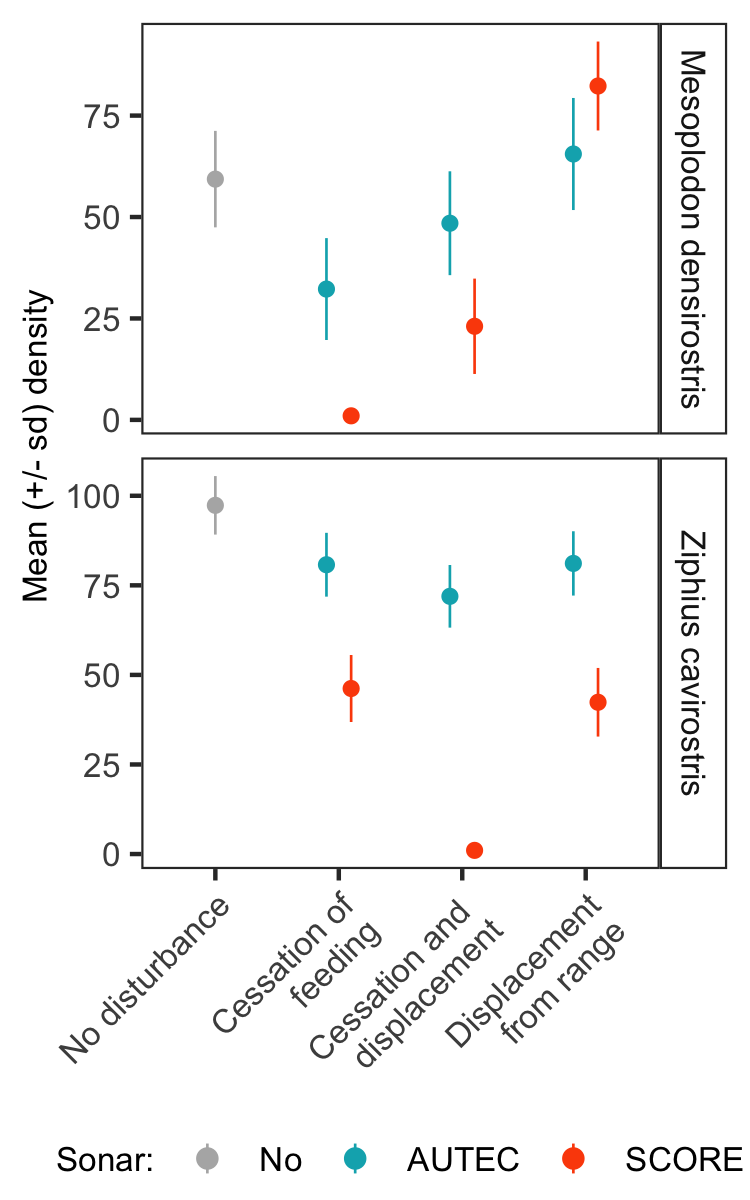 Mean (+/- sd) density
75
50
25
0
Mesoplodon densirostris
100
75
50
25
0
Ziphius cavirostris
No disturbance
Cessation of
feeding
Cessation and
displacement
Displacement
from range
Sonar: No AUTEC SCORE